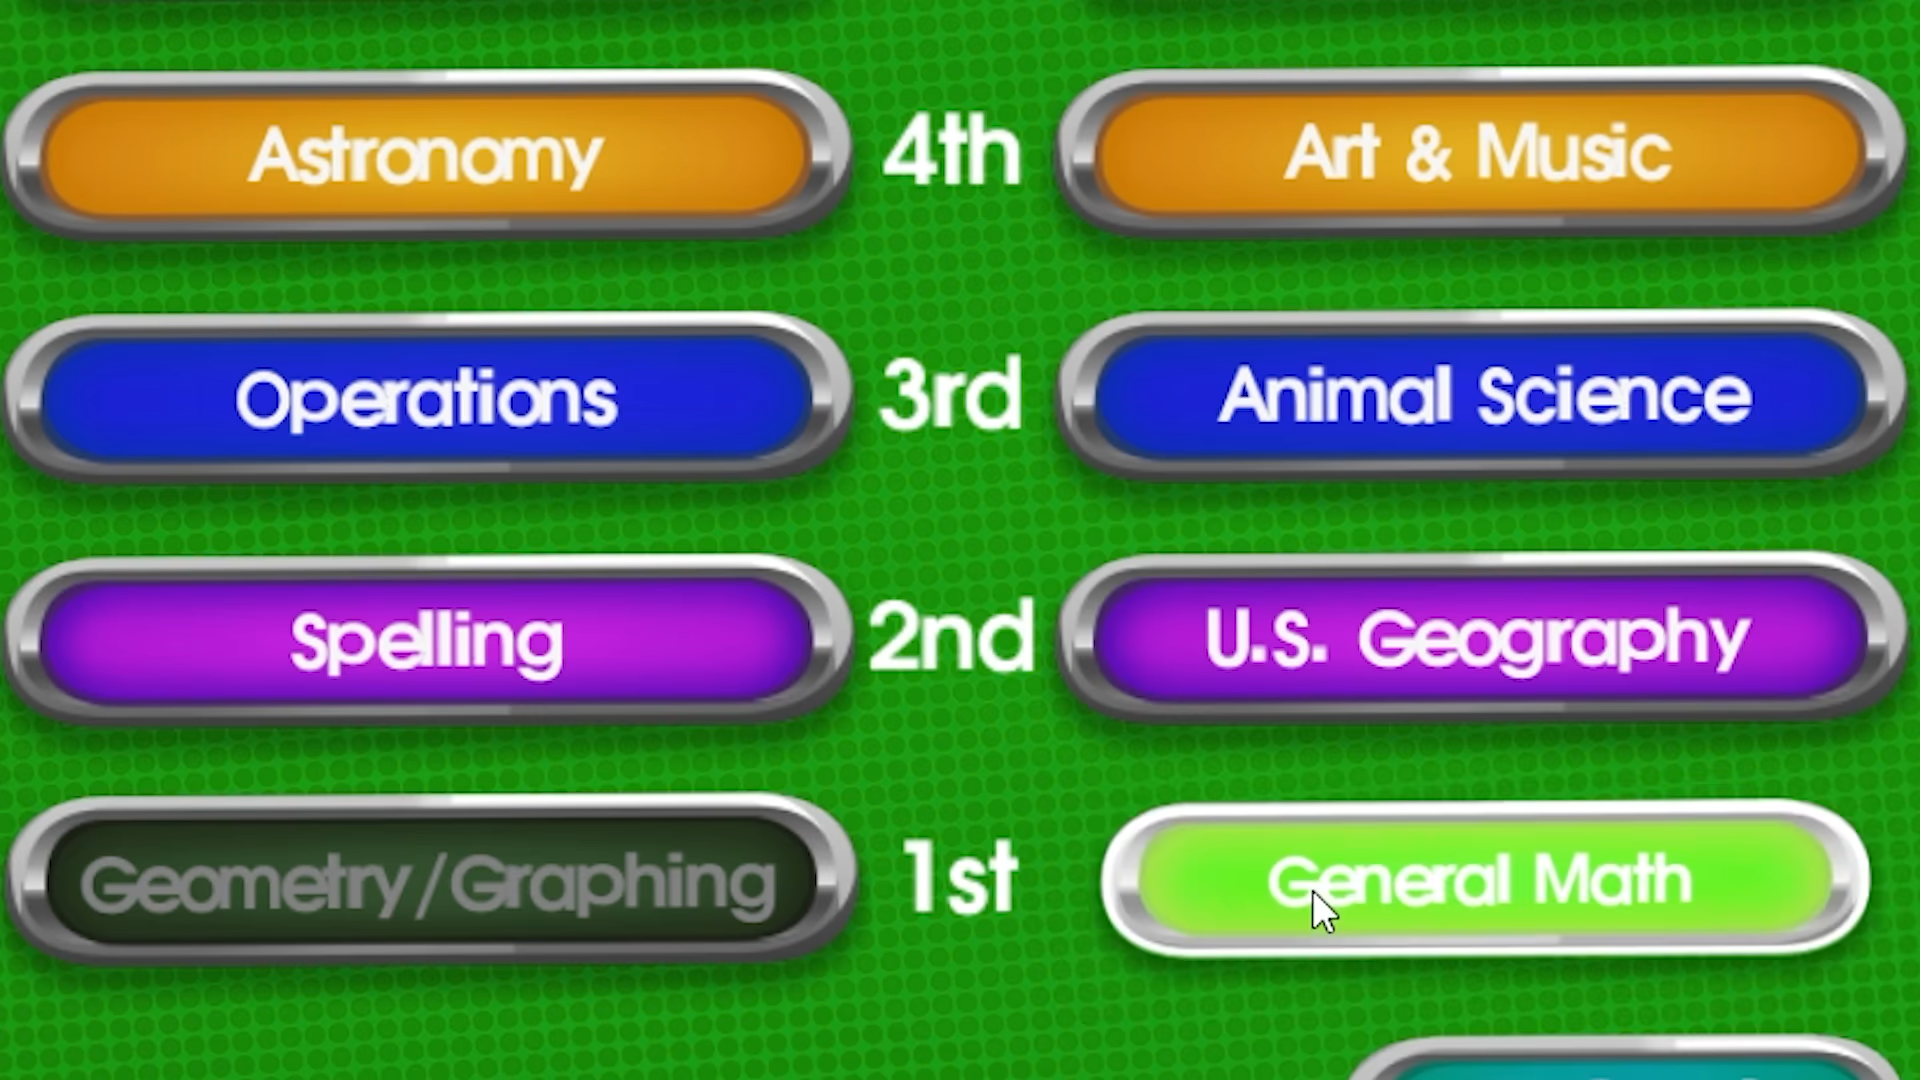 Astronomy 4th Art & Music
Operations 3rd Animal Science
Spelling 2nd U.S. Geography
Geometry/Graphing 1st General Math